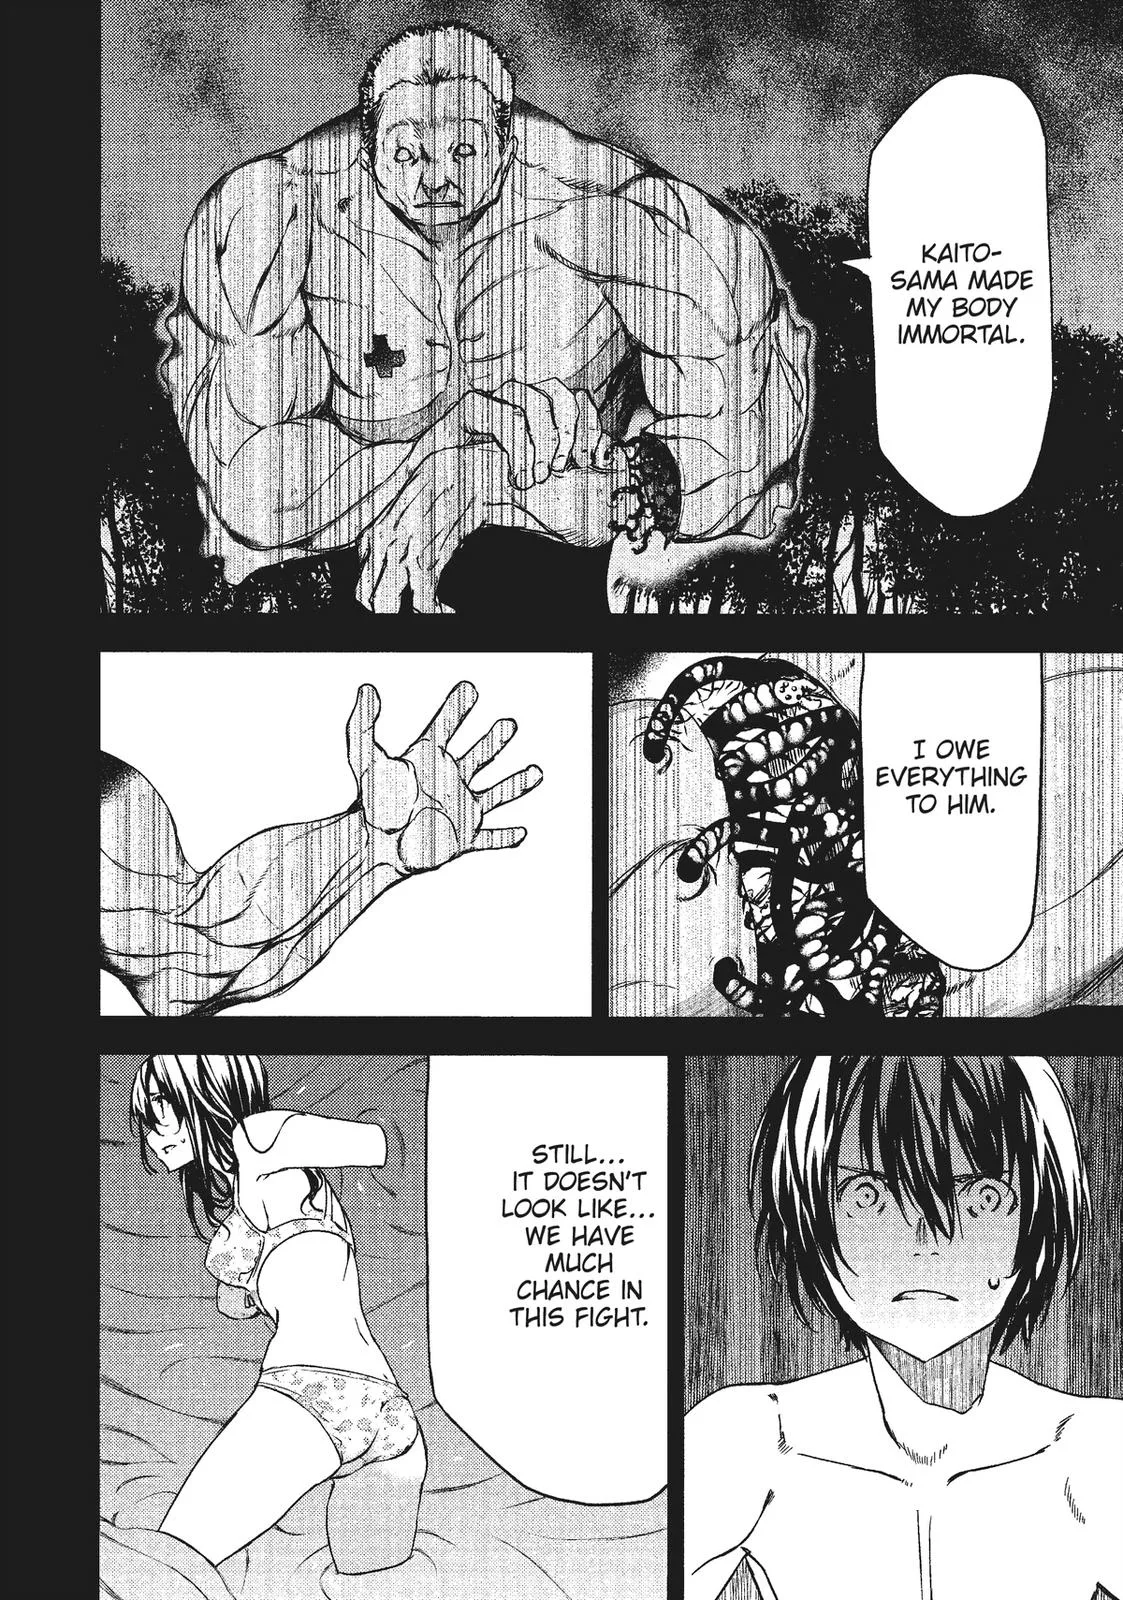 KAITO-
SAMA MADE
MY BODY
IMMORTAL.
I OWE
EVERYTHING
TO HIM.
STILL...
IT DOESN'T
LOOK LIKE...
WE HAVE
MUCH
CHANCE IN
THIS FIGHT.